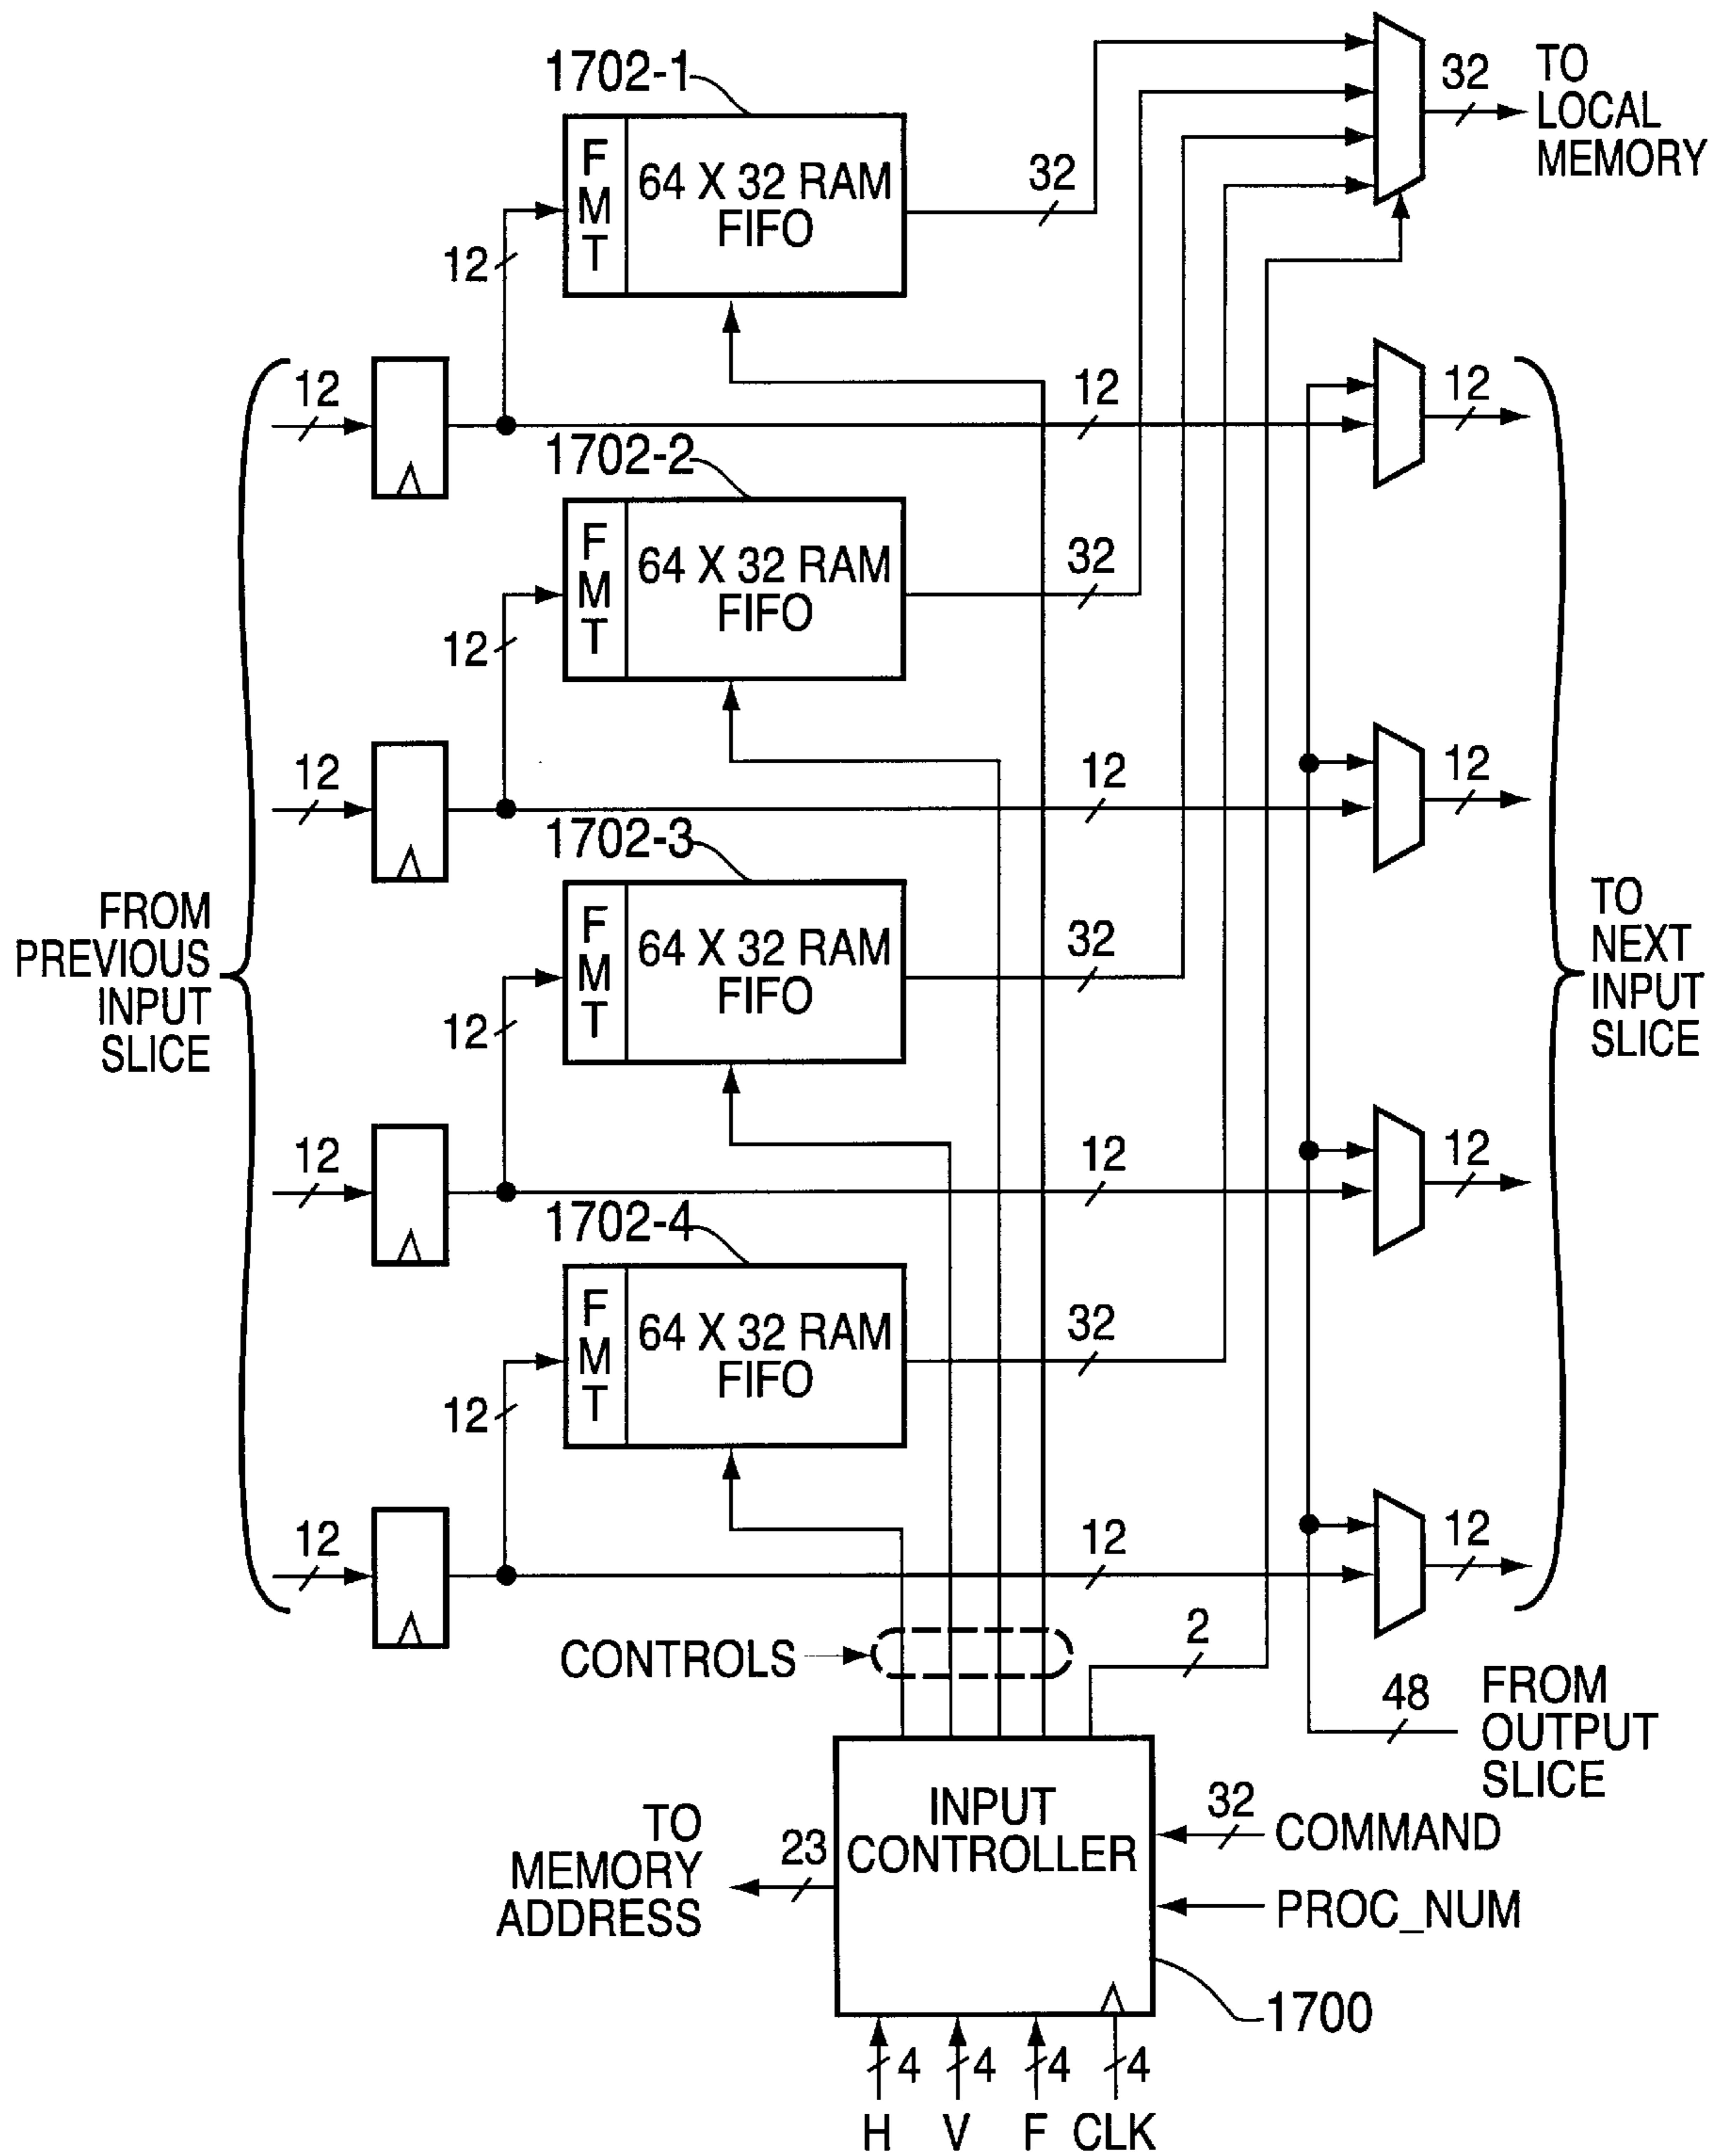 1702-1
32
TO
LOCAL
MEMORY
F
M
T
64 X 32 RAM
FIFO
32
12
12
12
12
1702-2
F
M
T
64 X 32 RAM
FIFO
32
12
12
12
12
1702-3
FROM
PREVIOUS
INPUT
SLICE
F
M
T
64 X 32 RAM
FIFO
32
TO
NEXT
INPUT
SLICE
12
12
12
12
1702-4
F
M
T
64 X 32 RAM
FIFO
32
12
12
12
12
CONTROLS
2
48
FROM
OUTPUT
SLICE
INPUT
CONTROLLER
32
COMMAND
TO
MEMORY
ADDRESS
23
PROC_NUM
1700
4
4
4
4
H
V
F
CLK